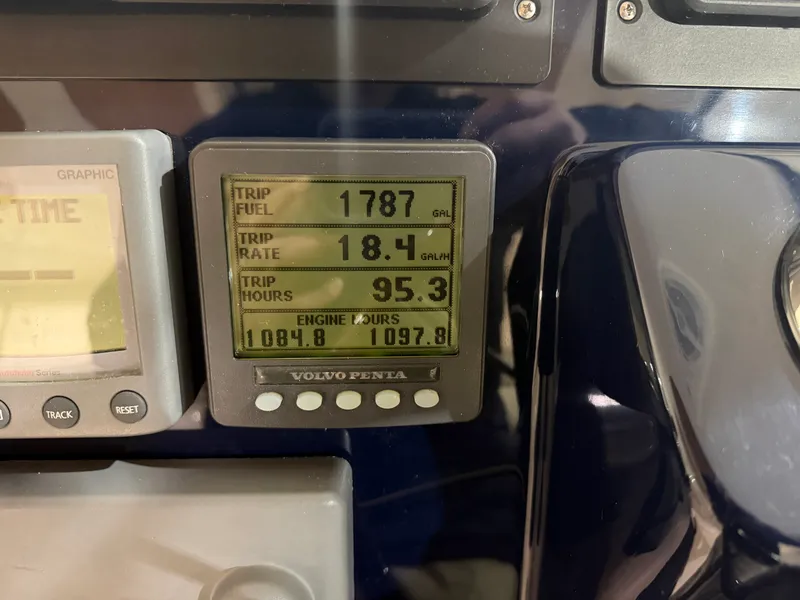 GRAPHIC
TIME
TRACK
RESET
TRIP FUEL 1787 GAL
TRIP RATE 18.4 GAL/H
TRIP HOURS 95.3
ENGINE HOURS
1084.8 1097.8
VOLVO PENTA